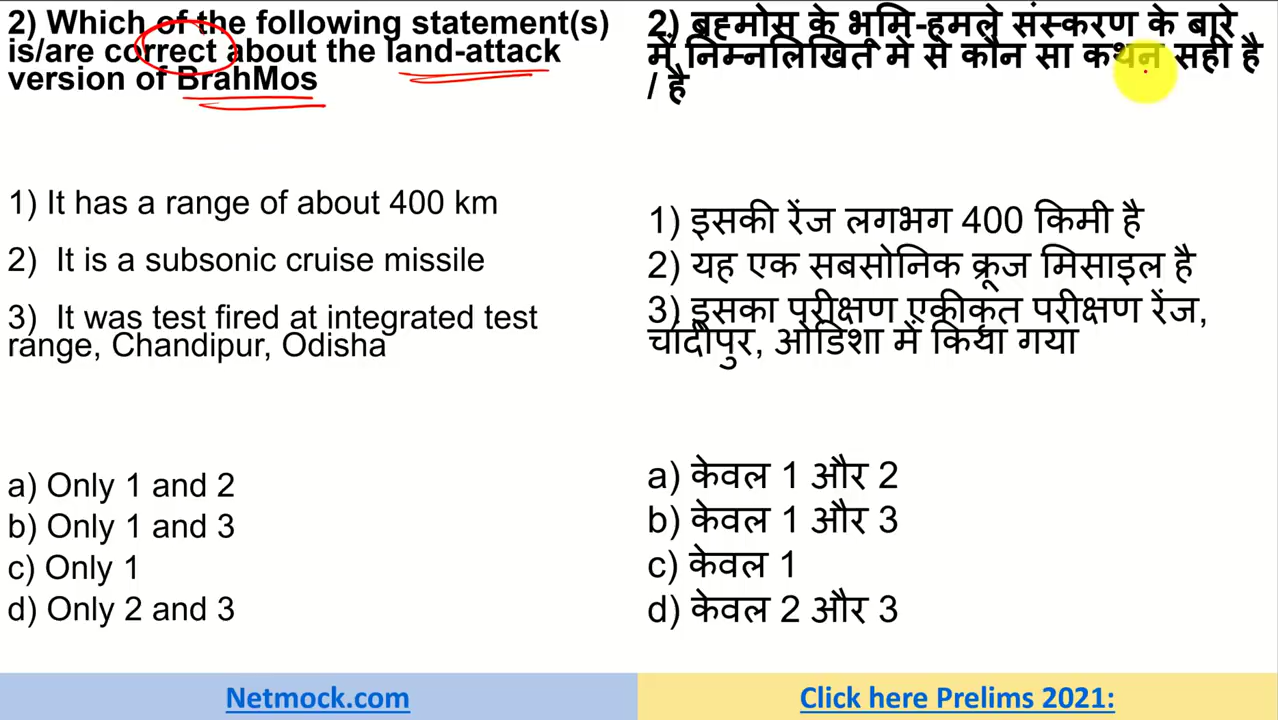 2) Which of the following statement(s)
is/are correct about the land-attack
version of BrahMos
1) It has a range of about 400 km
2) It is a subsonic cruise missile
3) It was test fired at integrated test
range, Chandipur, Odisha
a) Only 1 and 2
b) Only 1 and 3
c) Only 1
d) Only 2 and 3
2) ब्रह्मोस के भूमि-हमले संस्करण के बारे
में निम्नलिखित में से कौन सा कथन सही है
/ है
1) इसकी रेंज लगभग 400 किमी है
2) यह एक सबसोनिक क्रूज मिसाइल है
3) इसका परीक्षण एकीकृत परीक्षण रेंज,
चांदीपुर, ओडिशा में किया गया
a) केवल 1 और 2
b) केवल 1 और 3
c) केवल 1
d) केवल 2 और 3
Netmock.com
Click here Prelims 2021: